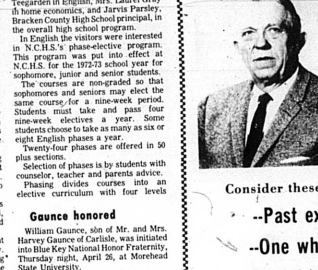 Teegarden in English, Mrs. Laurel Gray
in home economics, and Jarvis Parsley,
Bracken County High School principal, in
the overall high school program.
In English the visitors were interested
in N.C.H.S.'s phase-elective program.
This program was put into effect at
N.C.H.S. for the 1972-73 school year for
sophomore, junior and senior students.
The courses are non-graded so that
sophomores and seniors may elect the
same course for a nine-week period.
Students must take and pass four
nine-week electives a year. Some
students choose to take as many as six or
eight English phases a year.
Twenty-four phases are offered in 50
plus sections.
Selection of phases is by students with
counselor, teacher and parents advice.
Phasing divides courses into an
elective curriculum with four levels
Gaunce honored
William Gaunce, son of Mr. and Mrs.
Harvey Gaunce of Carlisle, was initiated
into Blue Key National Honor Fraternity,
Thursday night, April 26, at Morehead
State University.
Consider these
--Past ex
--One wh